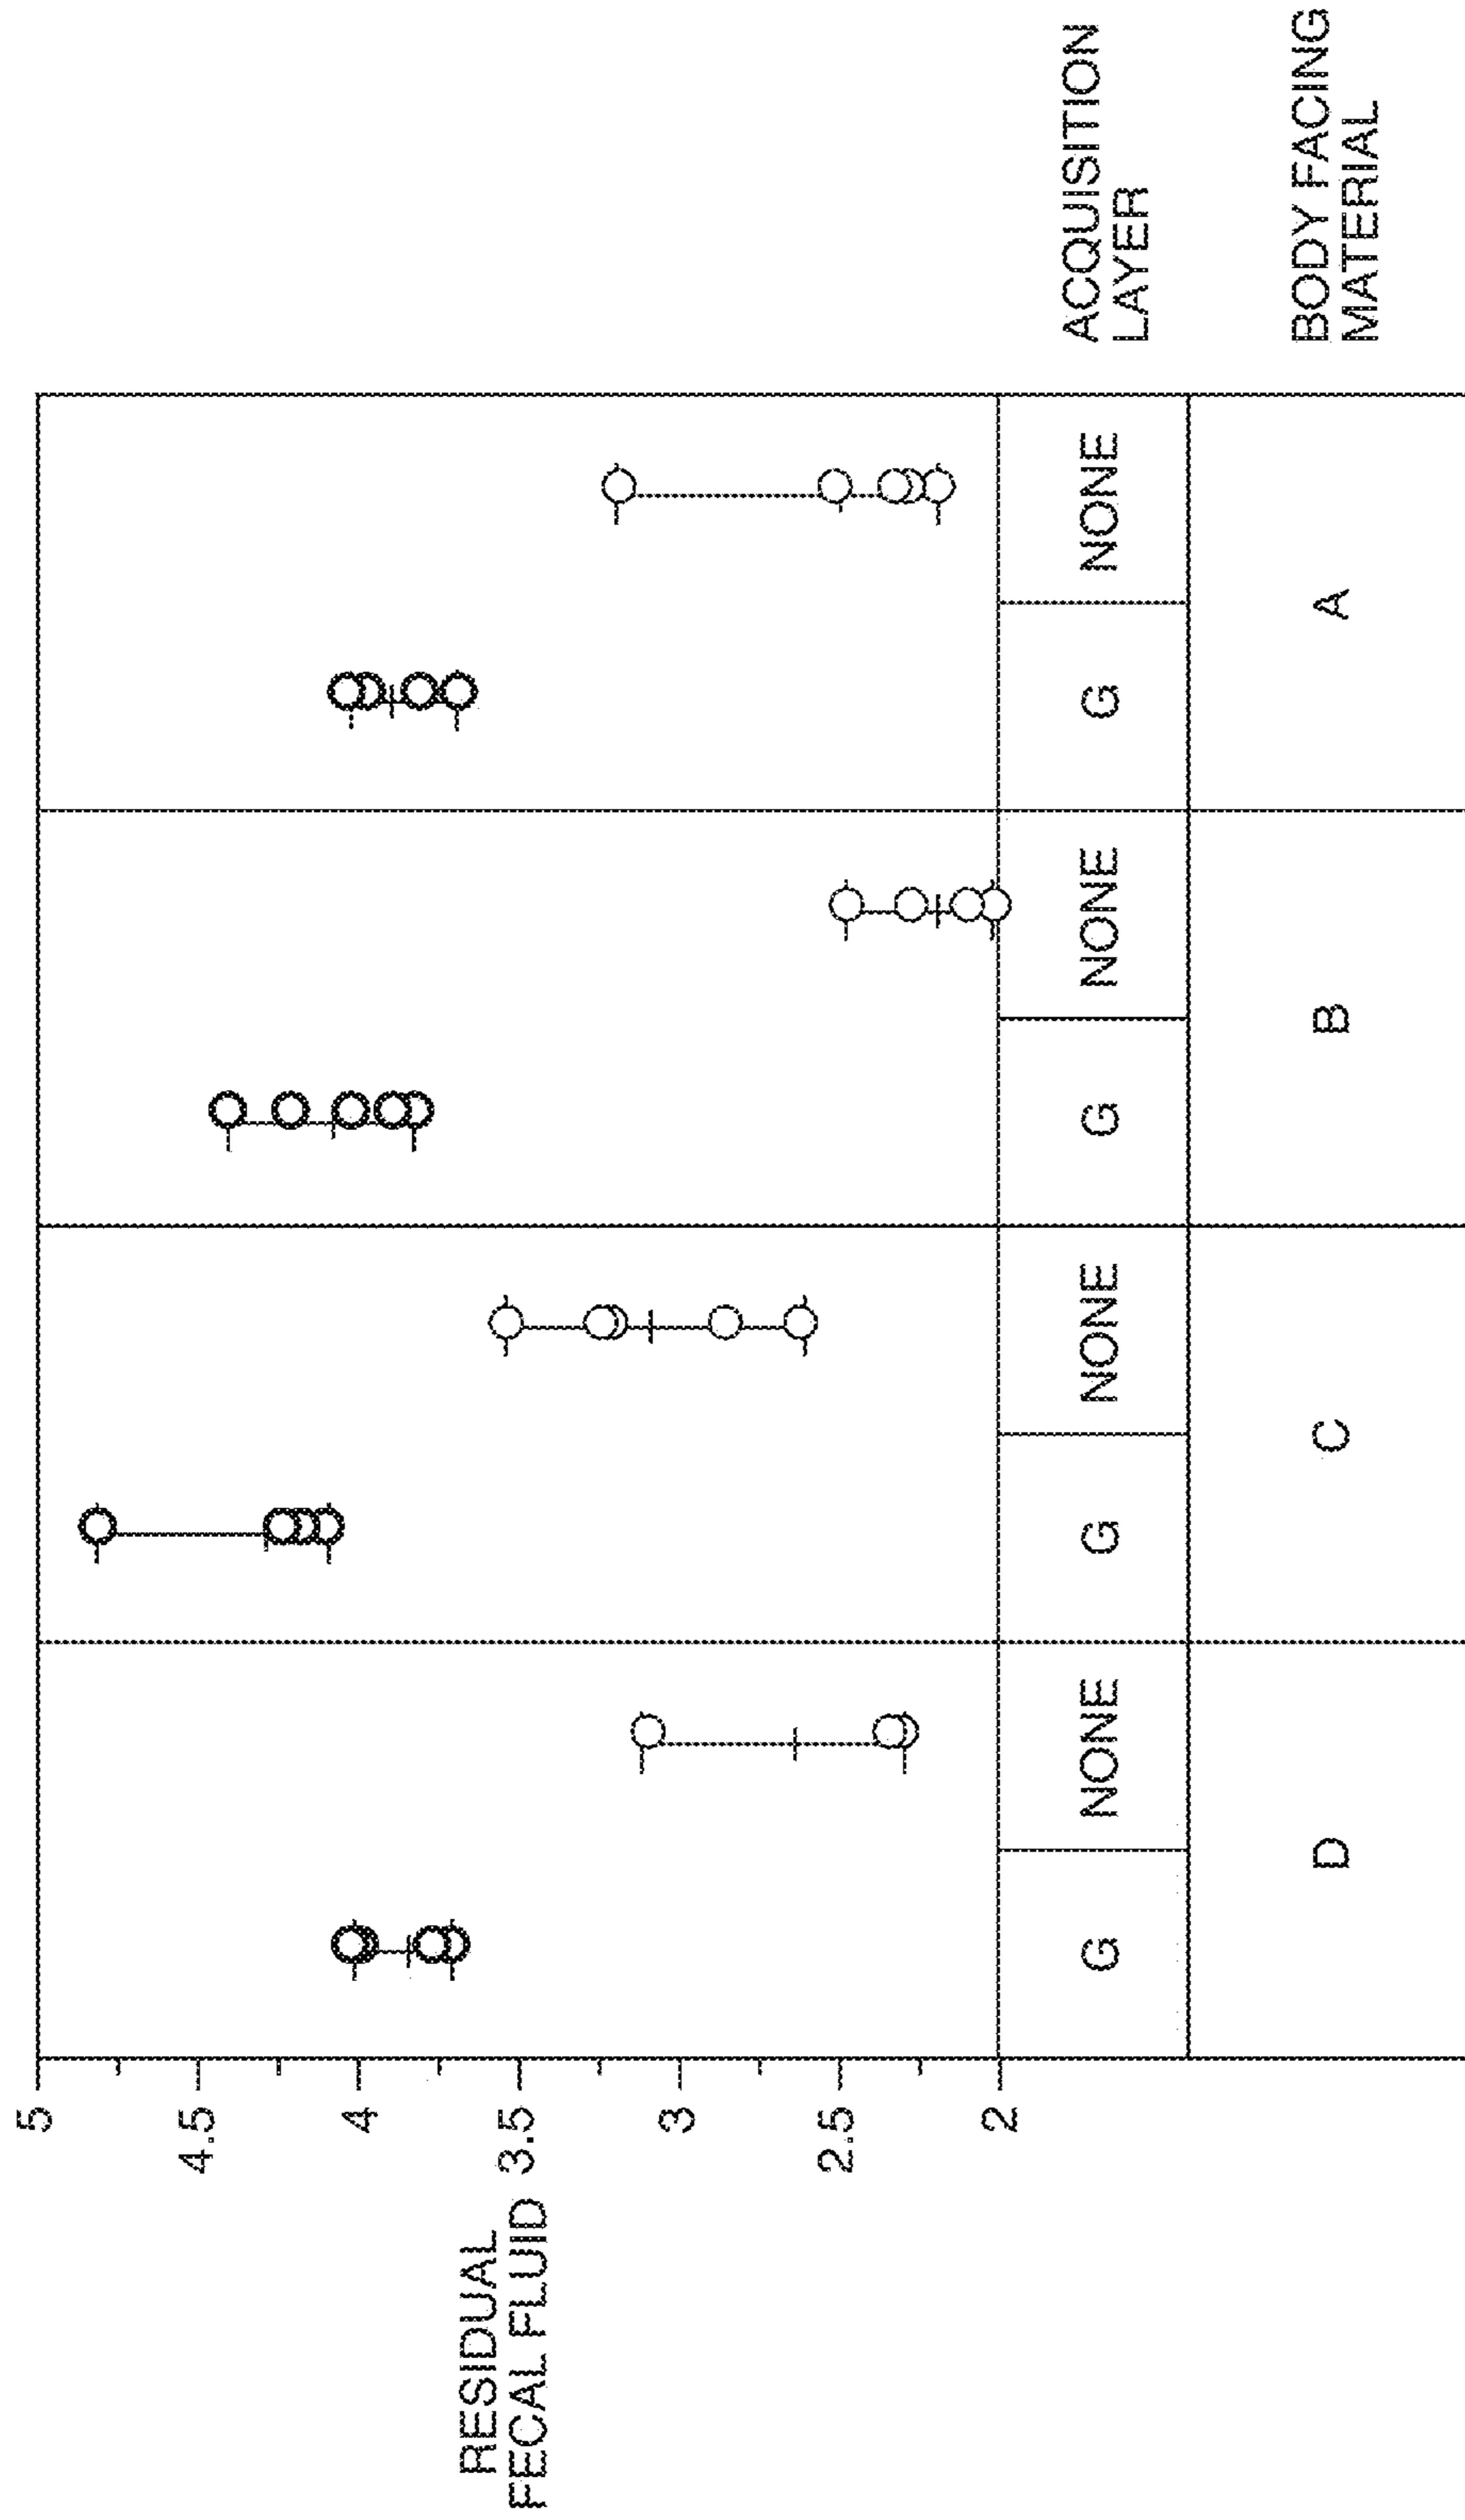 5
4.5
4
RESIDUAL
FECAL FLUID 3.5
3
2.5
2
G NONE G NONE G NONE G NONE ACQUISITION
LAYER
D C B A BODY FACING
MATERIAL